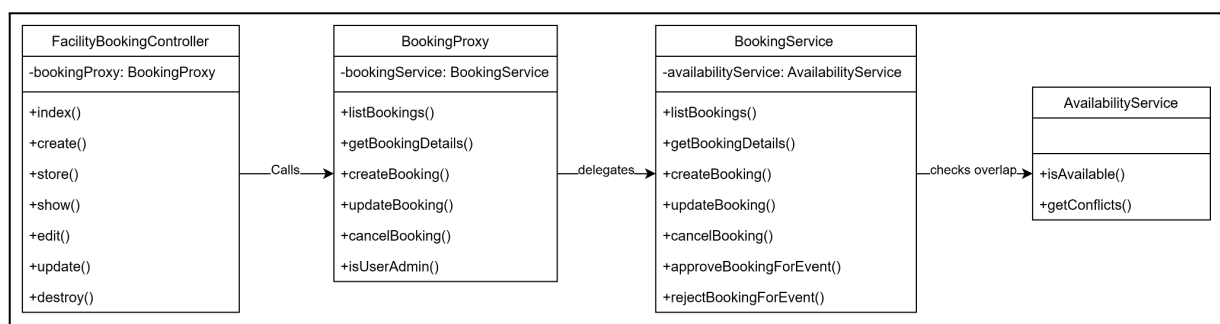 FacilityBookingController
-bookingProxy: BookingProxy
+index()
+create()
+store()
+show()
+edit()
+update()
+destroy()
Calls
BookingProxy
-bookingService: BookingService
+listBookings()
+getBookingDetails()
+createBooking()
+updateBooking()
+cancelBooking()
+isUserAdmin()
delegates
BookingService
-availabilityService: AvailabilityService
+listBookings()
+getBookingDetails()
+createBooking()
+updateBooking()
+cancelBooking()
+approveBookingForEvent()
+rejectBookingForEvent()
checks overlap
AvailabilityService
+isAvailable()
+getConflicts()